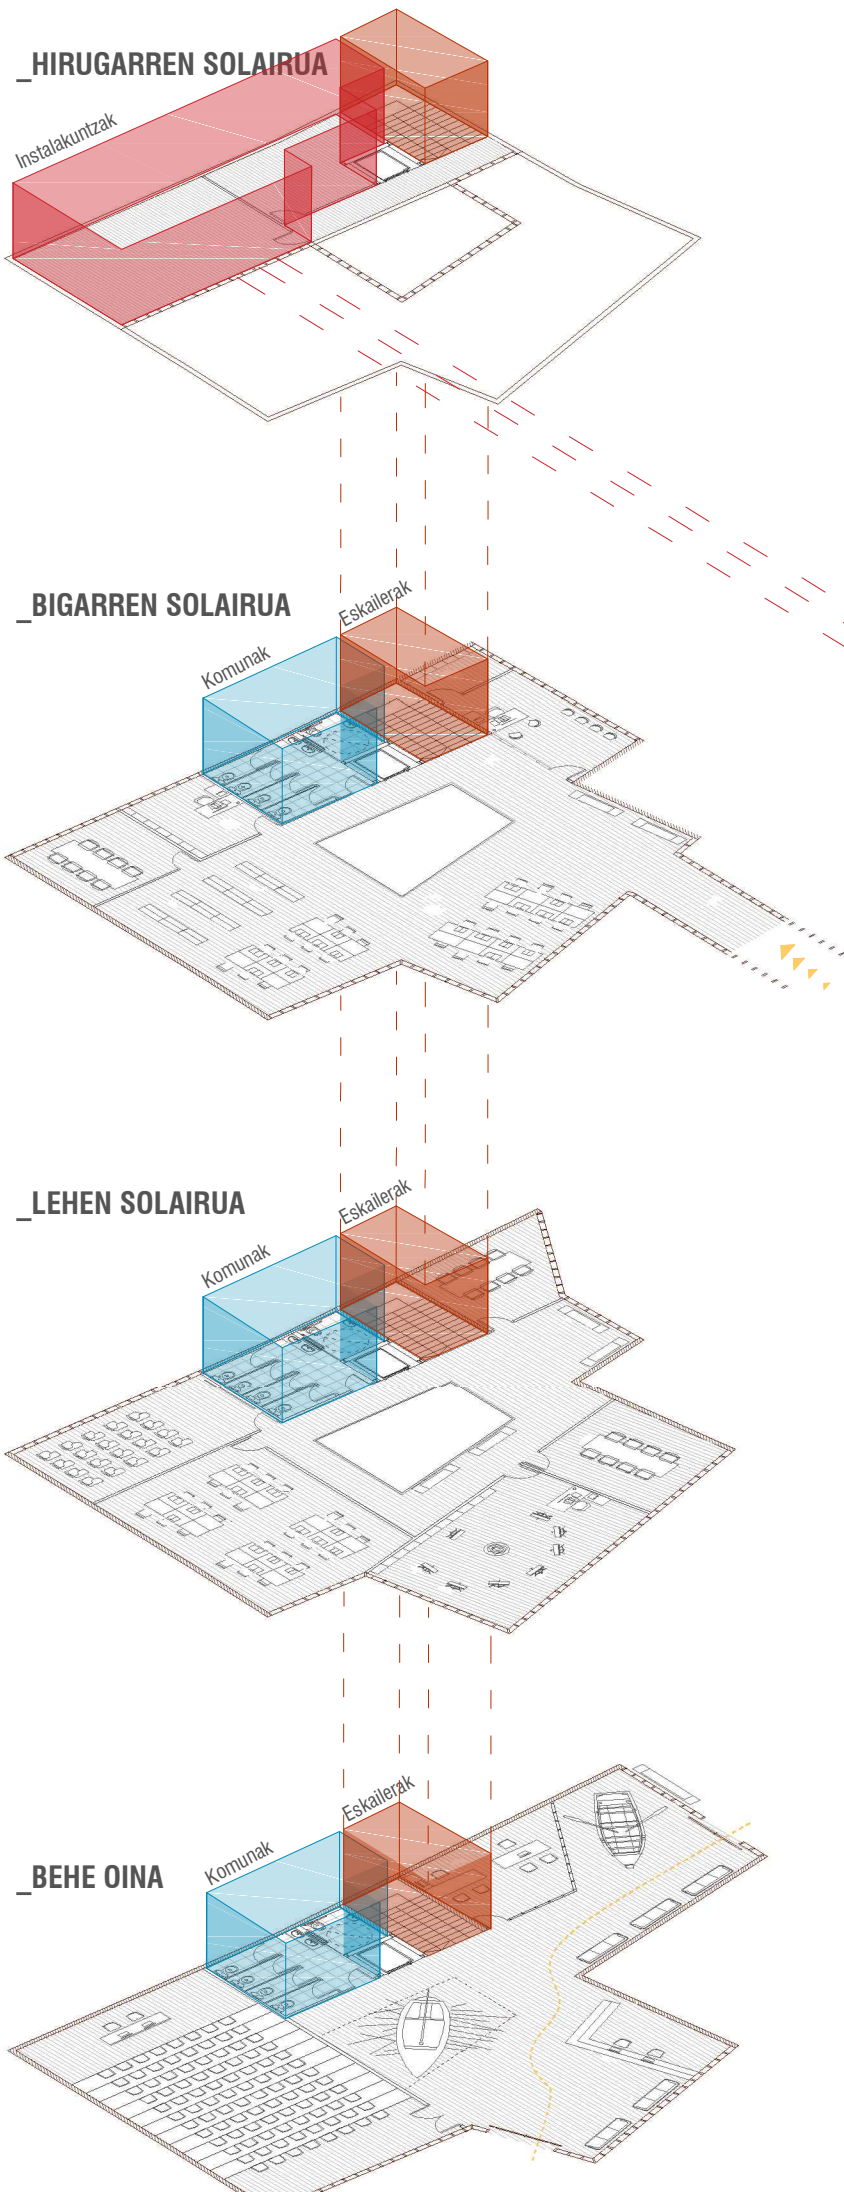 _HIRUGARREN SOLAIRUA
Instalakuntzak
_BIGARREN SOLAIRUA
Eskailerak
Komunak
_LEHEN SOLAIRUA
Eskailerak
Komunak
_BEHE OINA
Eskailerak
Komunak